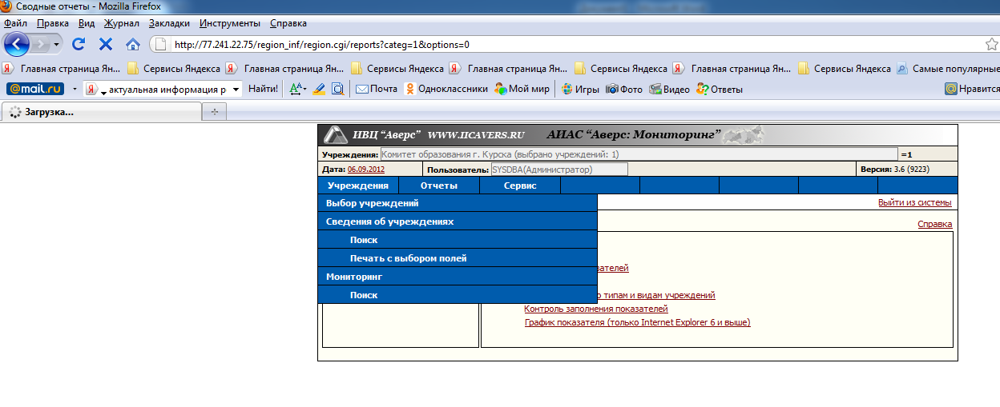 Сводные отчеты - Mozilla Firefox
Файл Правка Вид Журнал Закладки Инструменты Справка
http://77.241.22.75/region_inf/region.cgi/reports?categ=1&options=0
Главная страница Ян... Сервисы Яндекса Главная страница Ян... Сервисы Яндекса Главная страница Ян... Сервисы Яндекса Главная страница Ян... Сервисы Яндекса Самые популярные
@mail.ru Я актуальная информация р Найти! Почта Одноклассники Мой мир Игры Фото Видео Ответы Нравится
Загрузка...
ИВЦ “Аверс” WWW.IICAVERS.RU АИАС “Аверс: Мониторинг”
Учреждения: Комитет образования г. Курска (выбрано учреждений: 1) =1
Дата: 06.09.2012 Пользователь: SYSDBA(Администратор) Версия: 3.6 (9223)
Учреждения Отчеты Сервис
Выбор учреждений
Выйти из системы
Сведения об учреждениях
Справка
Поиск
Печать с выбором полей
зателей
Мониторинг
Поиск
о типам и видам учреждений
Контроль заполнения показателей
График показателя (только Internet Explorer 6 и выше)